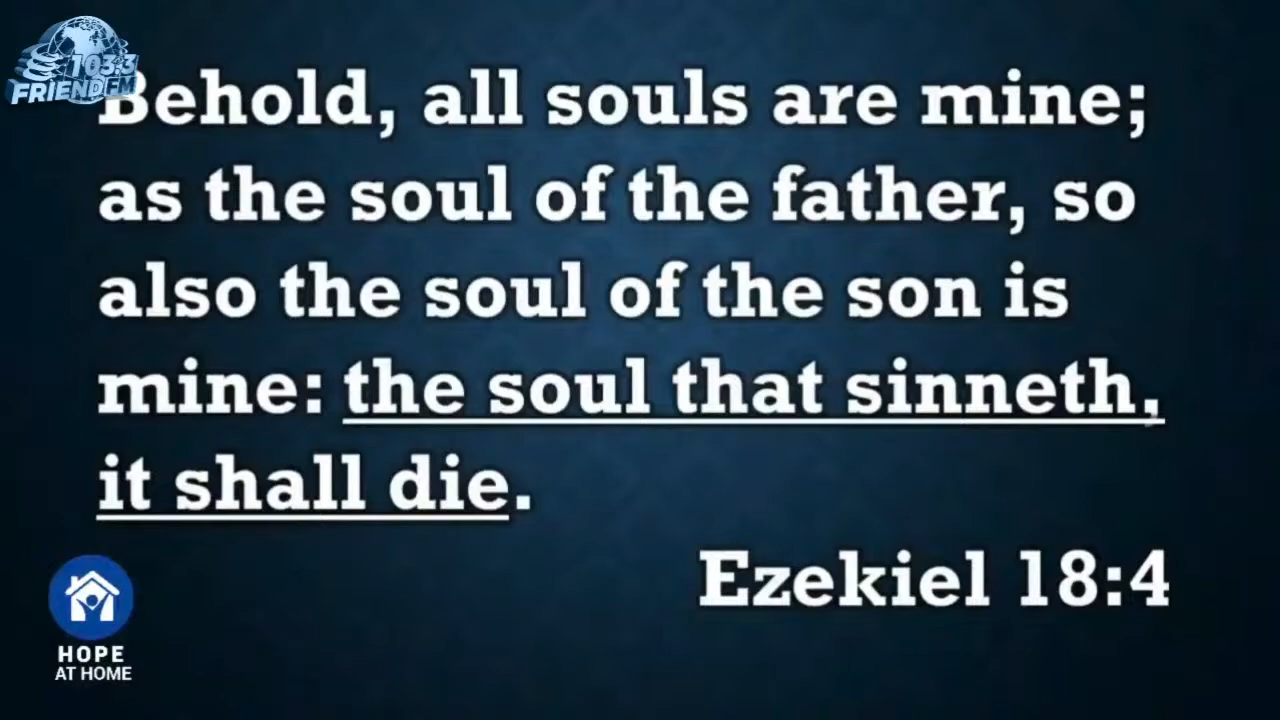 103.3
FRIEND FM
Behold, all souls are mine;
as the soul of the father, so
also the soul of the son is
mine: the soul that sinneth,
it shall die.
Ezekiel 18:4
HOPE
AT HOME